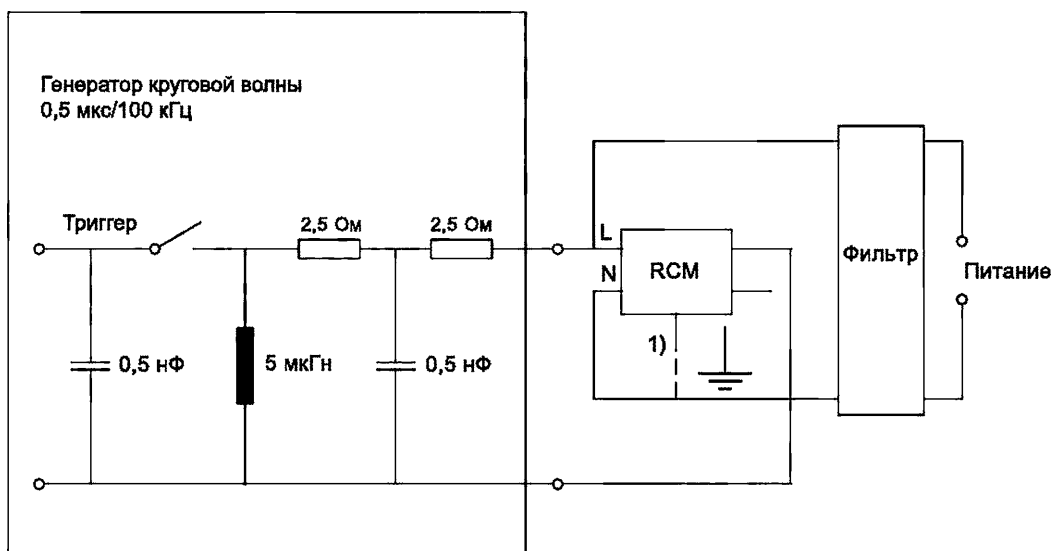 Генератор круговой волны
0,5 мкс/100 кГц
Триггер
2,5 Ом
2,5 Ом
L
N
RCM
Фильтр
Питание
1)
0,5 нФ
5 мкГн
0,5 нФ